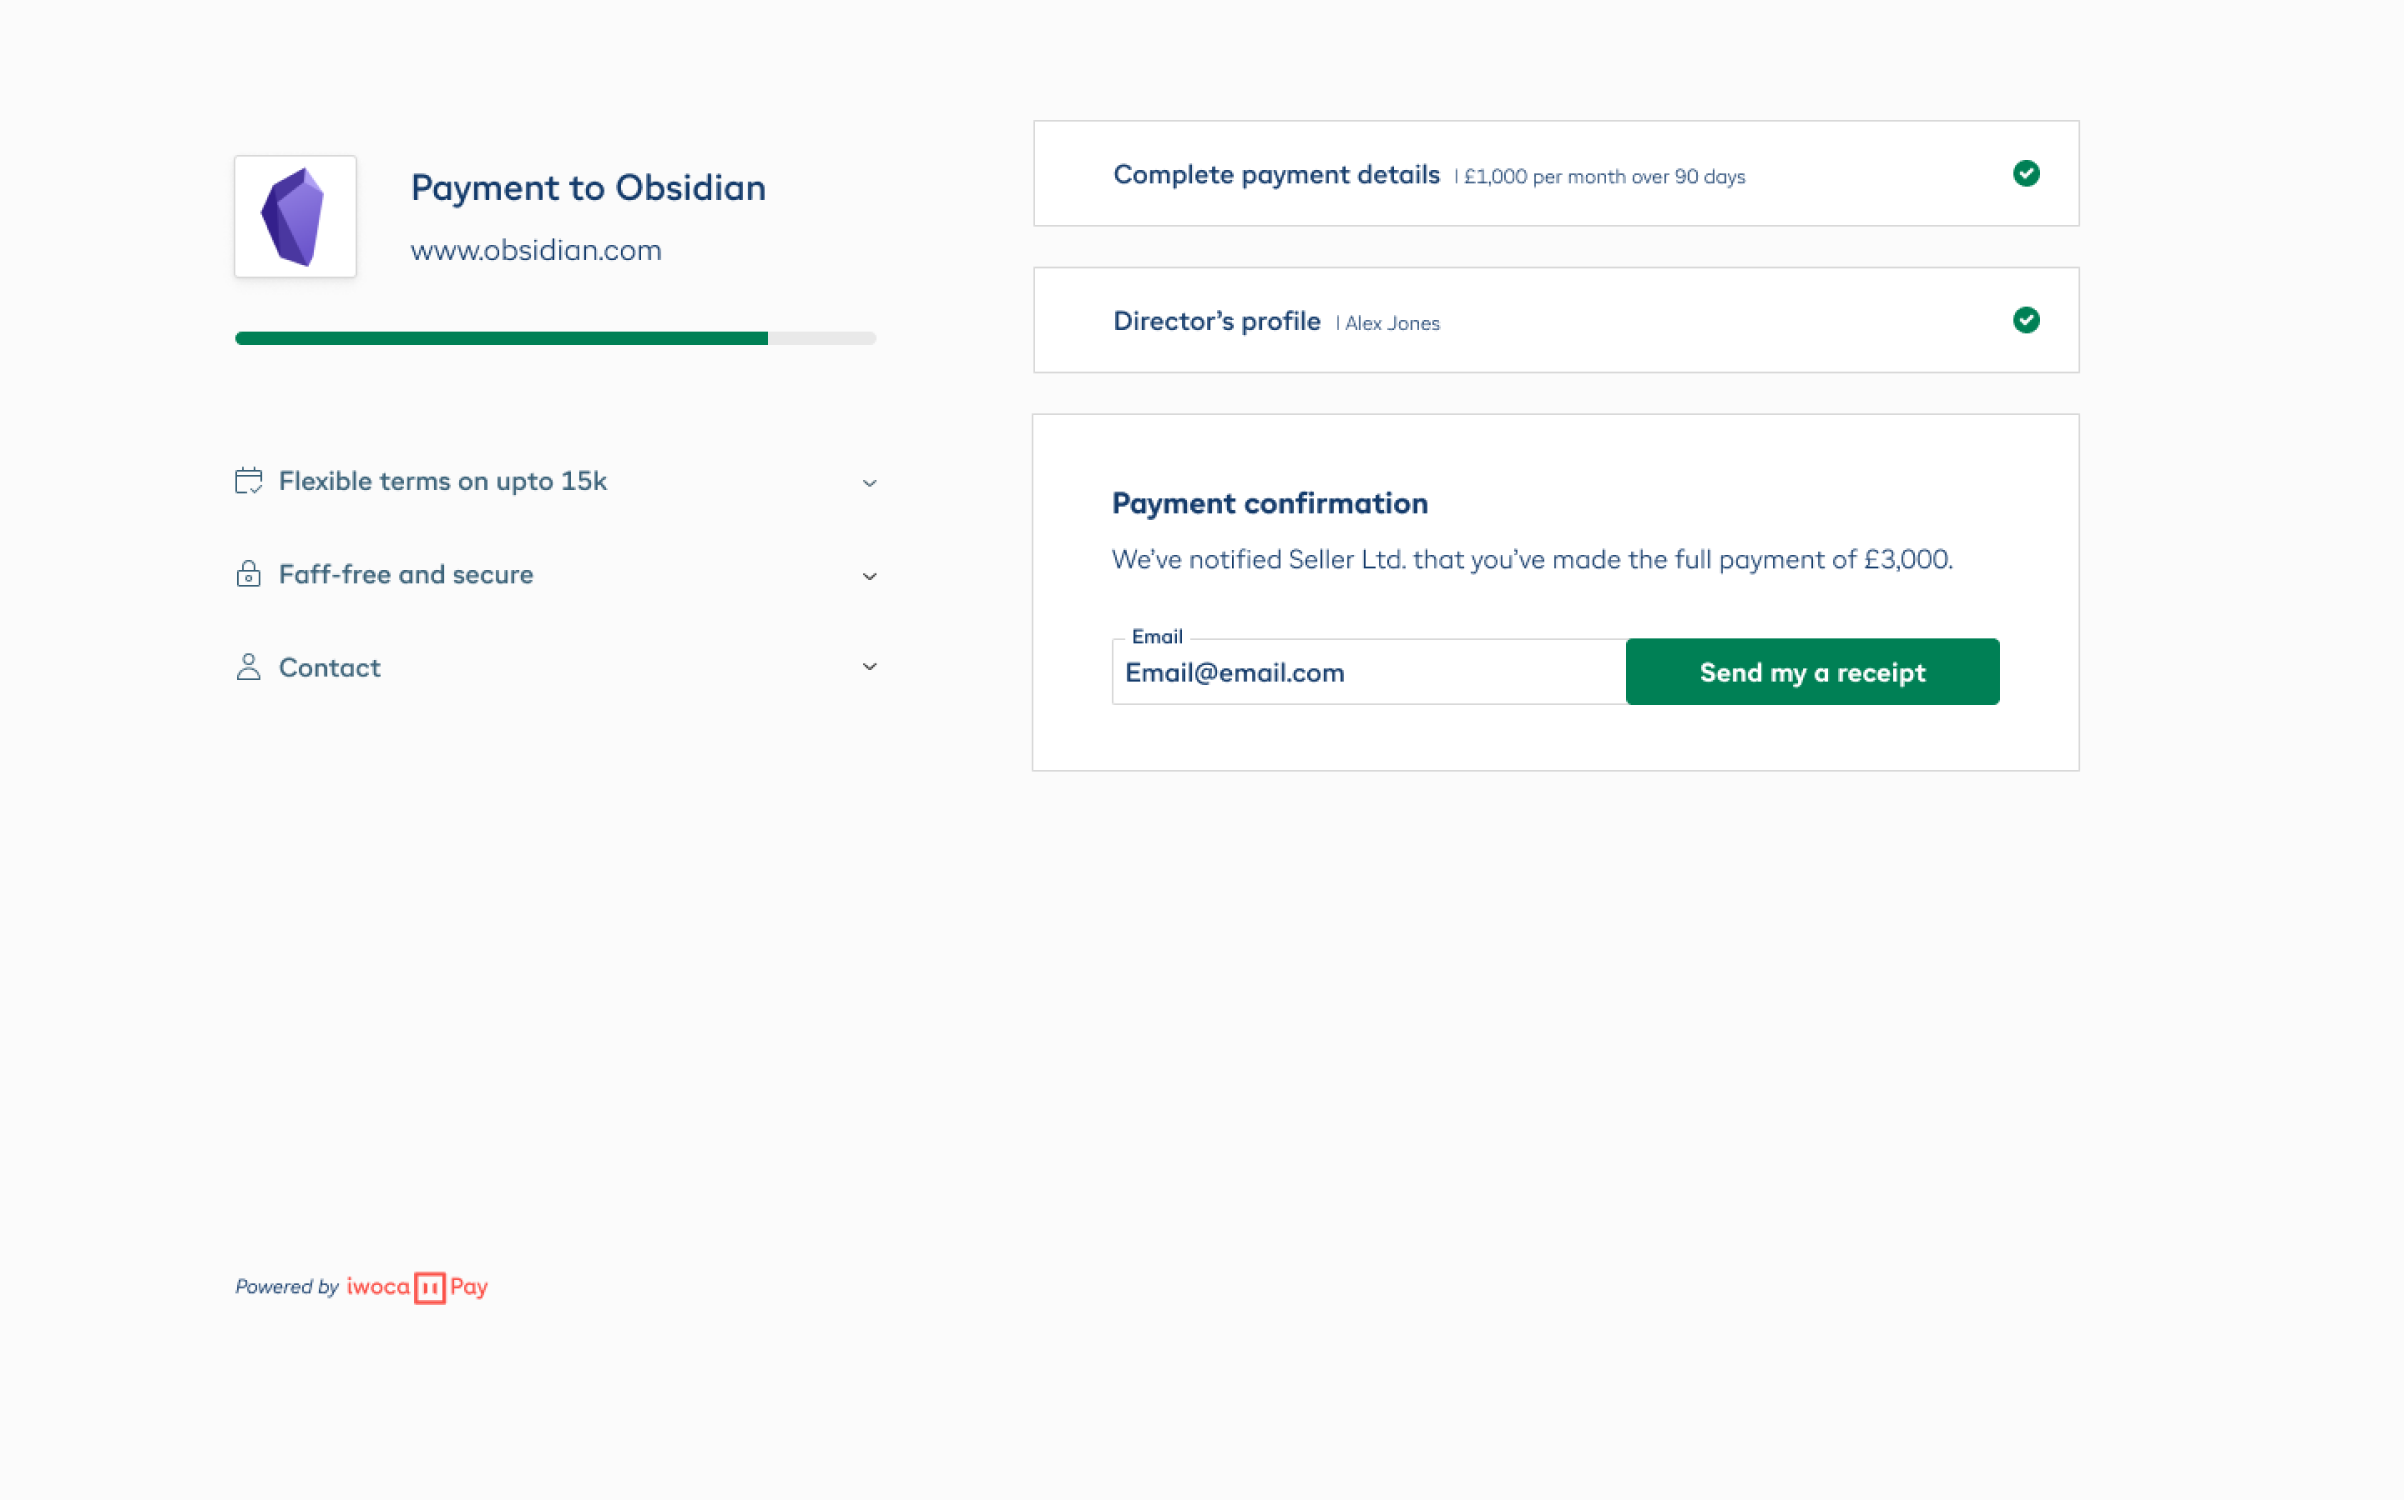 Payment to Obsidian
www.obsidian.com
Flexible terms on upto 15k
Faff-free and secure
Contact
Powered by iwoca Pay
Complete payment details | £1,000 per month over 90 days
Director's profile | Alex Jones
Payment confirmation
We've notified Seller Ltd. that you've made the full payment of £3,000.
Email
Email@email.com
Send my a receipt